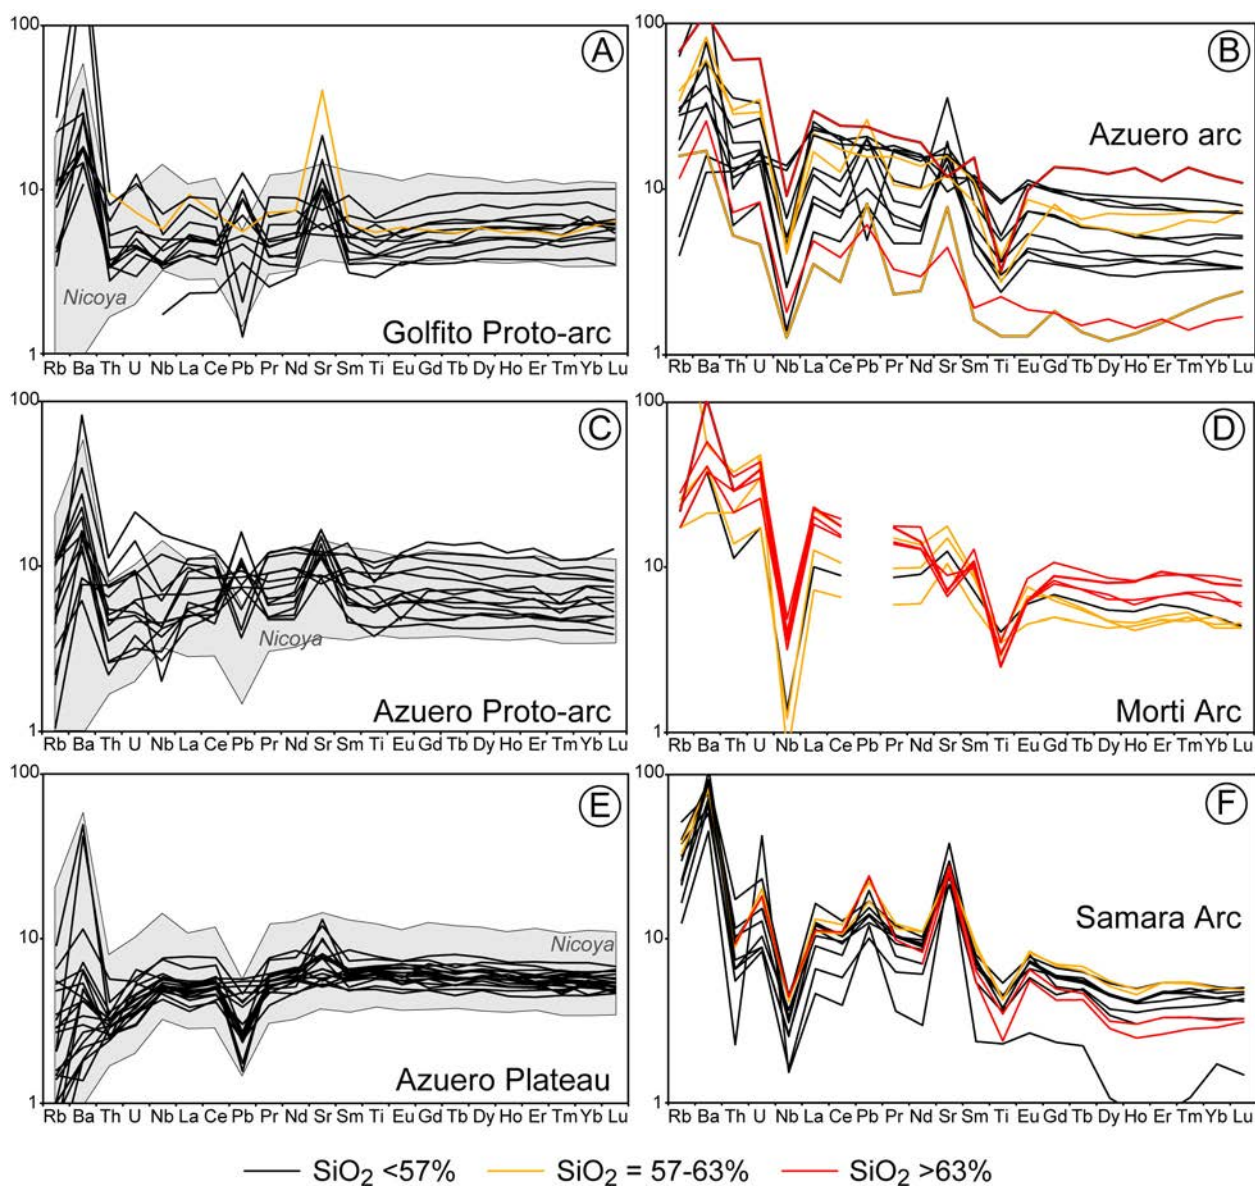 100
10
1
A
Nicoya
Golfito Proto-arc
Rb Ba Th U Nb La Ce Pb Pr Nd Sr Sm Ti Eu Gd Tb Dy Ho Er Tm Yb Lu
100
10
1
B
Azuero arc
Rb Ba Th U Nb La Ce Pb Pr Nd Sr Sm Ti Eu Gd Tb Dy Ho Er Tm Yb Lu
100
10
1
C
Nicoya
Azuero Proto-arc
Rb Ba Th U Nb La Ce Pb Pr Nd Sr Sm Ti Eu Gd Tb Dy Ho Er Tm Yb Lu
100
10
1
D
Morti Arc
Rb Ba Th U Nb La Ce Pb Pr Nd Sr Sm Ti Eu Gd Tb Dy Ho Er Tm Yb Lu
100
10
1
E
Nicoya
Azuero Plateau
Rb Ba Th U Nb La Ce Pb Pr Nd Sr Sm Ti Eu Gd Tb Dy Ho Er Tm Yb Lu
100
10
1
F
Samara Arc
Rb Ba Th U Nb La Ce Pb Pr Nd Sr Sm Ti Eu Gd Tb Dy Ho Er Tm Yb Lu
SiO₂ <57% SiO₂ = 57-63% SiO₂ >63%